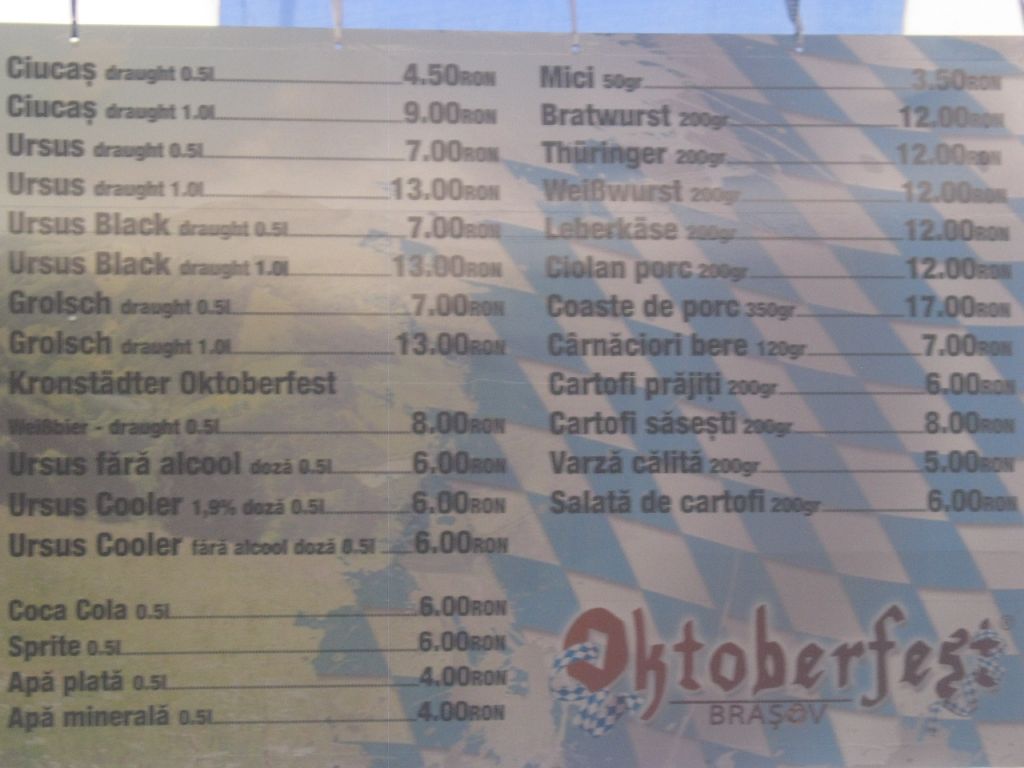 Ciucaș draught 0.5l 4.50RON
Ciucaș draught 1.0l 9.00RON
Ursus draught 0.5l 7.00RON
Ursus draught 1.0l 13.00RON
Ursus Black draught 0.5l 7.00RON
Ursus Black draught 1.0l 13.00RON
Grolsch draught 0.5l 7.00RON
Grolsch draught 1.0l 13.00RON
Kronstädter Oktoberfest
Weißbier - draught 0.5l 8.00RON
Ursus fără alcool doză 0.5l 6.00RON
Ursus Cooler 1,9% doză 0.5l 6.00RON
Ursus Cooler fără alcool doză 0.5l 6.00RON
Coca Cola 0.5l 6.00RON
Sprite 0.5l 6.00RON
Apă plată 0.5l 4.00RON
Apă minerală 0.5l 4.00RON
Mici 50gr 3.50RON
Bratwurst 200gr 12.00RON
Thüringer 200gr 12.00RON
Weißwurst 200gr 12.00RON
Leberkäse 200gr 12.00RON
Ciolan porc 200gr 12.00RON
Coaste de porc 350gr 17.00RON
Cârnăciori bere 120gr 7.00RON
Cartofi prăjiți 200gr 6.00RON
Cartofi săsești 200gr 8.00RON
Varză călită 200gr 5.00RON
Salată de cartofi 200gr 6.00RON
Oktoberfest®
BRAȘOV